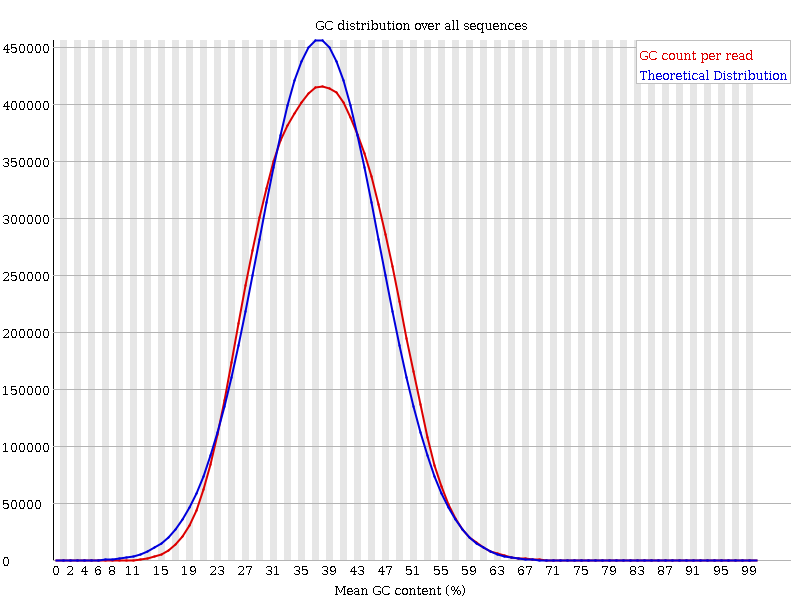 GC distribution over all sequences
GC count per read
Theoretical Distribution
450000
400000
350000
300000
250000
200000
150000
100000
50000
0
0 2 4 6 8 11 15 19 23 27 31 35 39 43 47 51 55 59 63 67 71 75 79 83 87 91 95 99
Mean GC content (%)